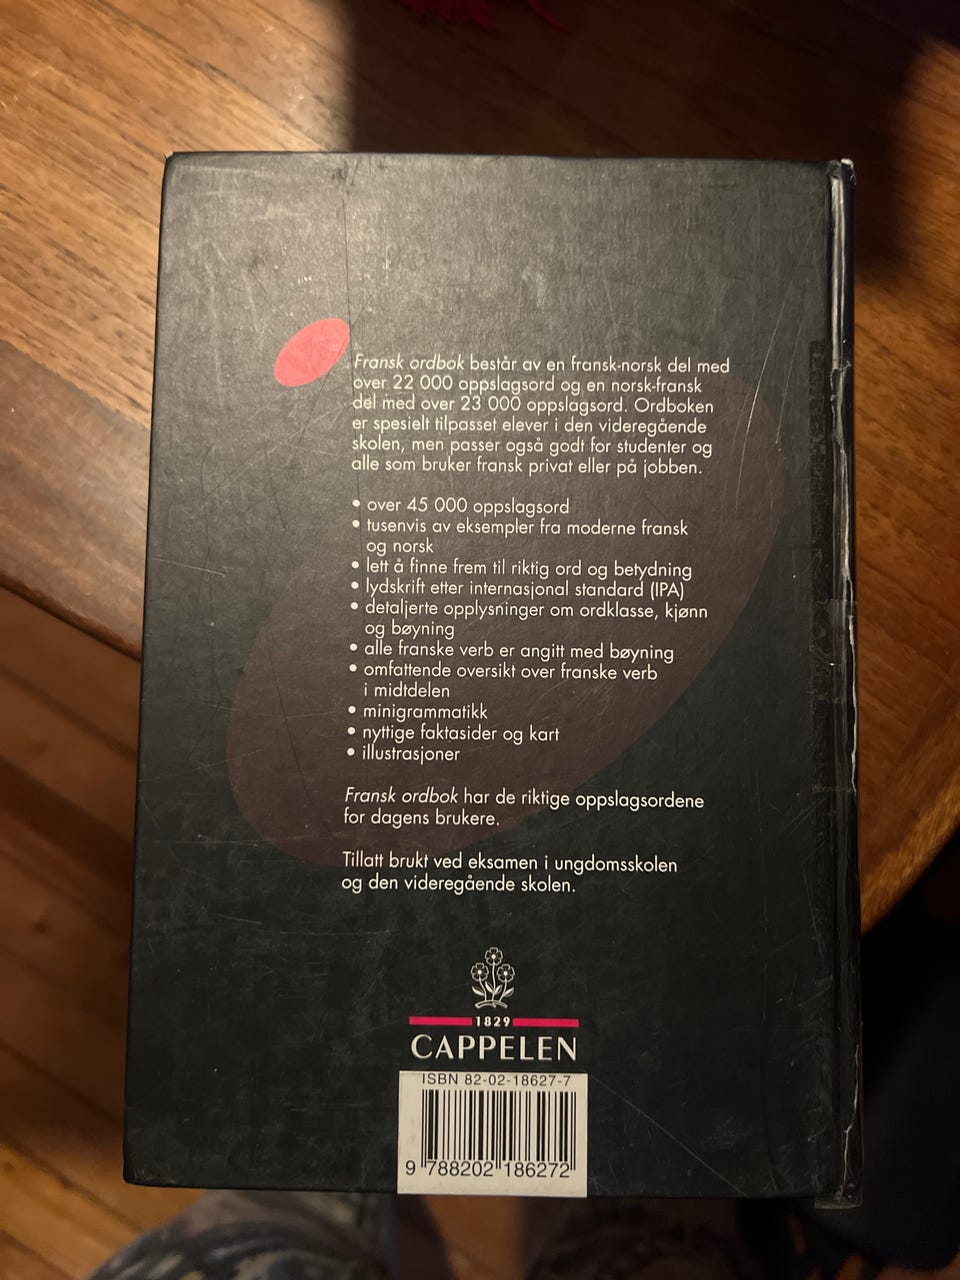 Fransk ordbok består av en fransk-norsk del med
over 22 000 oppslagsord og en norsk-fransk
del med over 23 000 oppslagsord. Ordboken
er spesielt tilpasset elever i den videregående
skolen, men passer også godt for studenter og
alle som bruker fransk privat eller på jobben.
• over 45 000 oppslagsord
• tusenvis av eksempler fra moderne fransk
og norsk
• lett å finne frem til riktig ord og betydning
• lydskrift etter internasjonal standard (IPA)
• detaljerte opplysninger om ordklasse, kjønn
og bøyning
• alle franske verb er angitt med bøyning
• omfattende oversikt over franske verb
i midtdelen
• minigrammatikk
• nyttige faktasider og kart
• illustrasjoner
Fransk ordbok har de riktige oppslagsordene
for dagens brukere.
Tillatt brukt ved eksamen i ungdomsskolen
og den videregående skolen.
1829
CAPPELEN
ISBN 82-02-18627-7
9 788202 186272